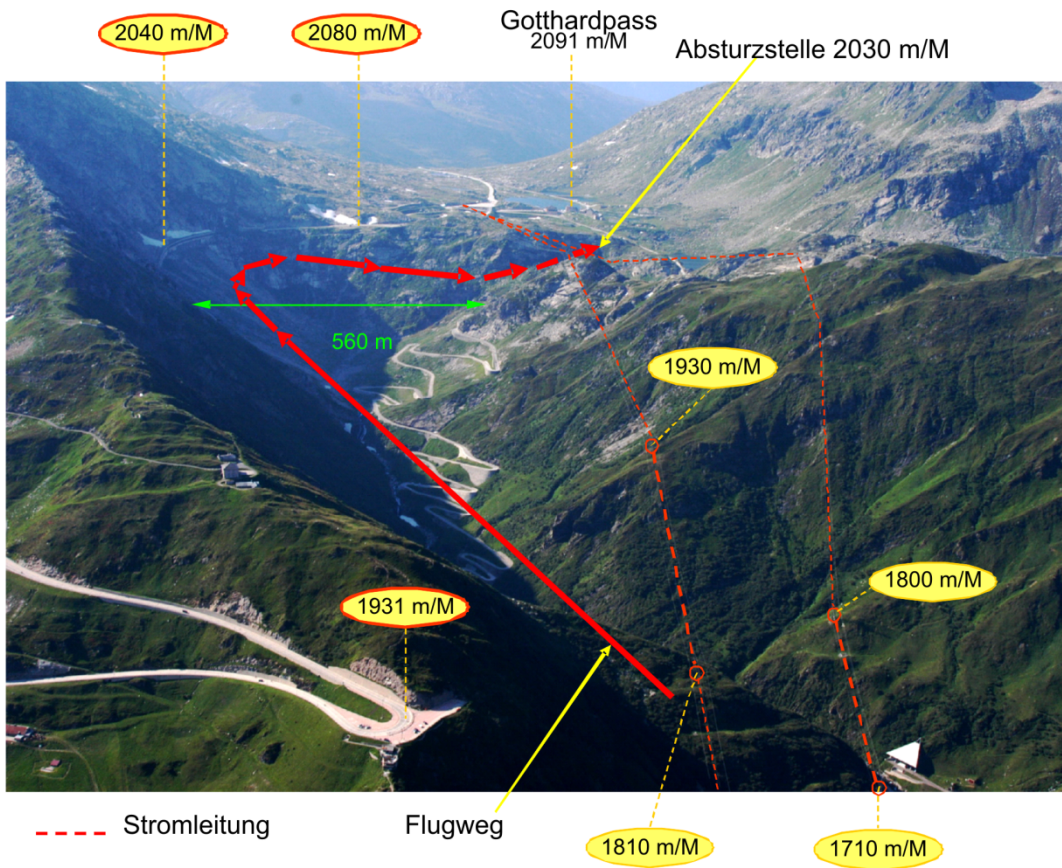 2040 m/M
2080 m/M
Gotthardpass
2091 m/M
Absturzstelle 2030 m/M
560 m
1930 m/M
1800 m/M
1931 m/M
Stromleitung
Flugweg
1810 m/M
1710 m/M